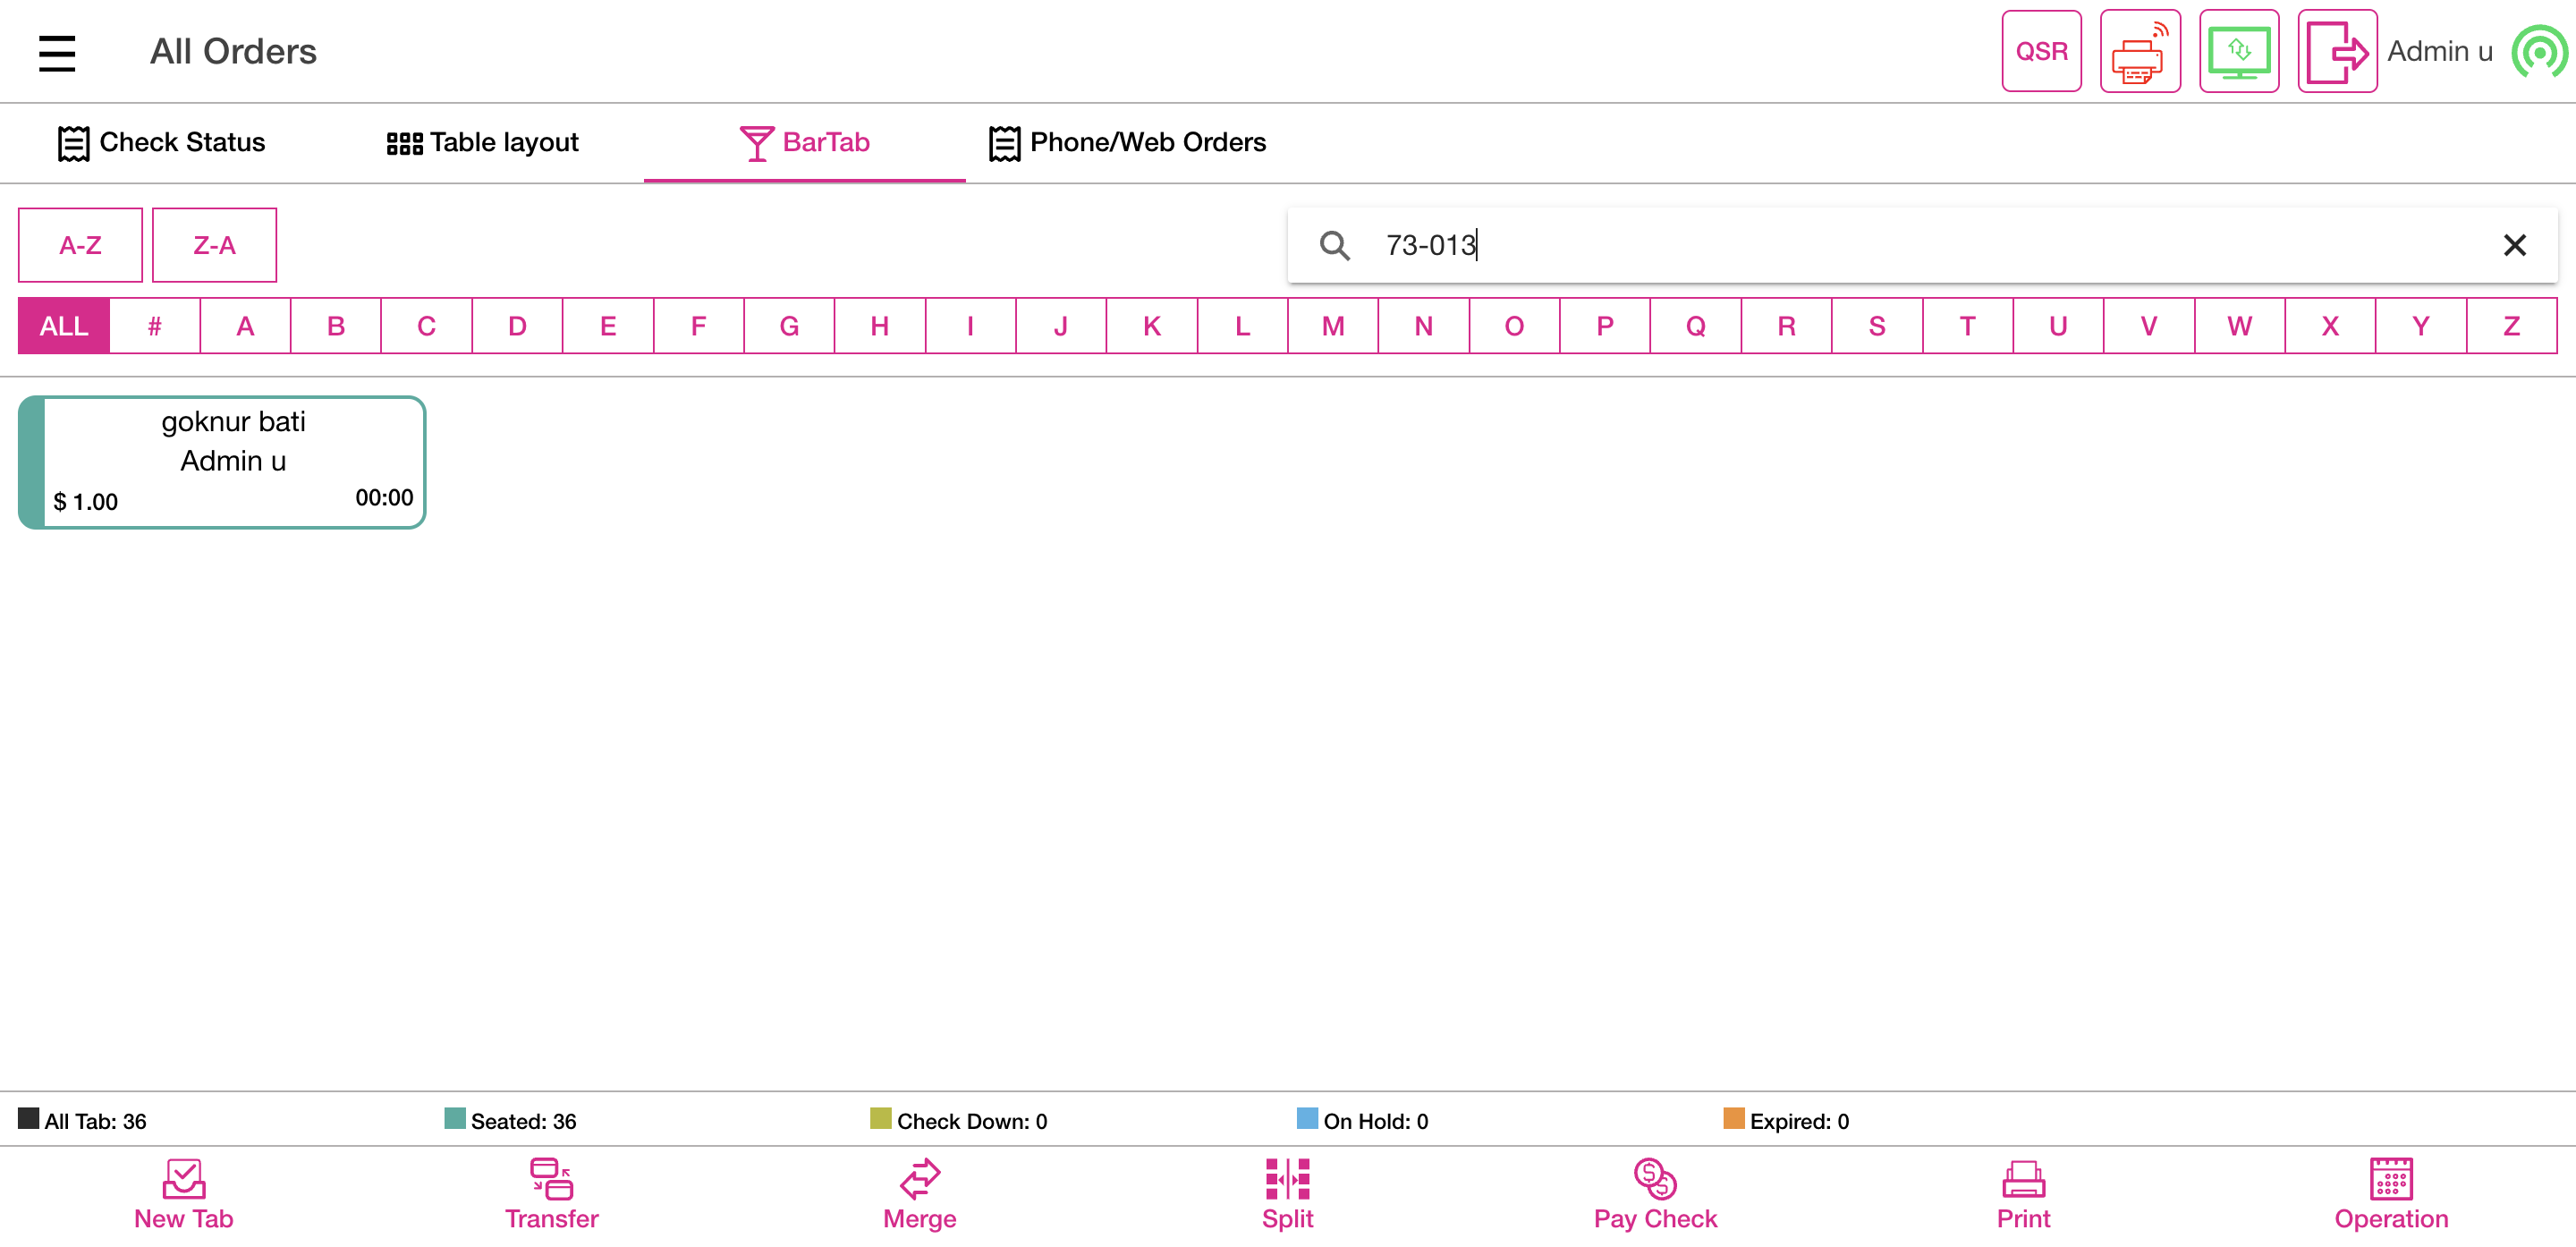 All Orders
QSR
Admin u
Check Status
Table layout
BarTab
Phone/Web Orders
A-Z
Z-A
73-013
ALL # A B C D E F G H I J K L M N O P Q R S T U V W X Y Z
goknur bati
Admin u
$ 1.00
00:00
All Tab: 36
Seated: 36
Check Down: 0
On Hold: 0
Expired: 0
New Tab
Transfer
Merge
Split
Pay Check
Print
Operation